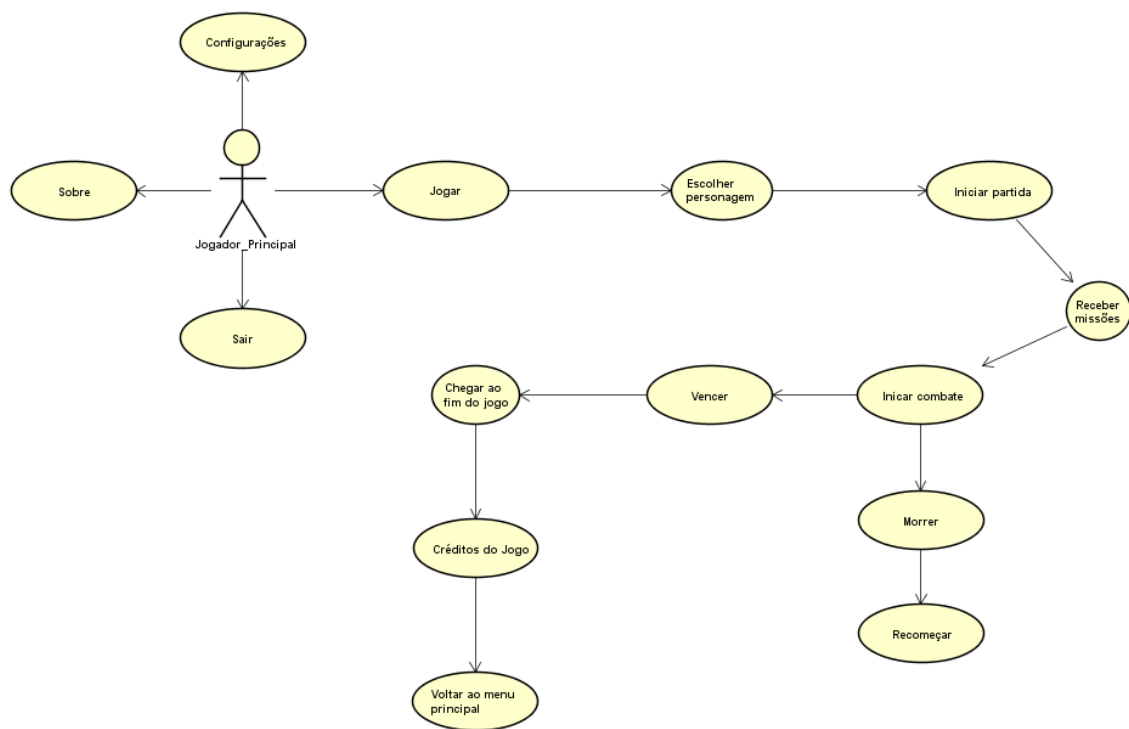 Configurações
Sobre
Jogar
Escolher
personagem
Iniciar partida
Jogador_Principal
Receber
missões
Sair
Chegar ao
fim do jogo
Vencer
Inicar combate
Morrer
Créditos do Jogo
Recomeçar
Voltar ao menu
principal